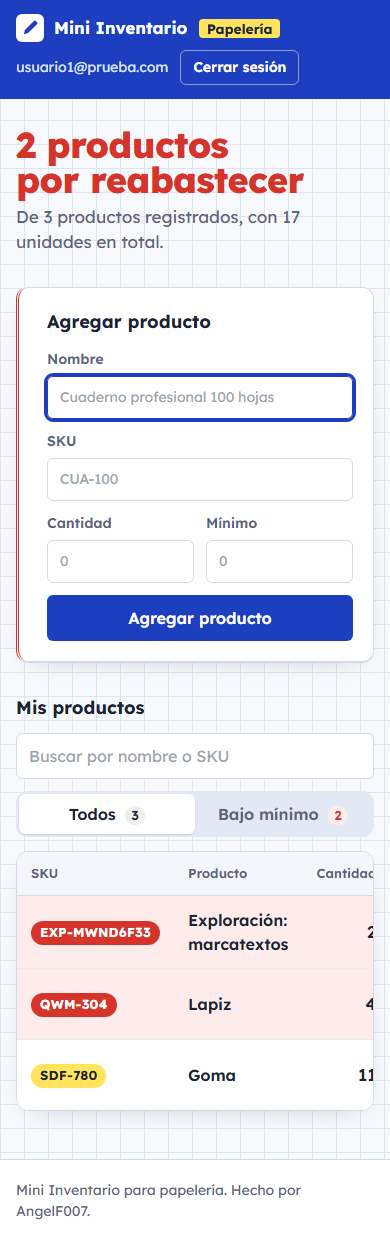 Mini Inventario Papelería
usuario1@prueba.com Cerrar sesión
2 productos
por reabastecer
De 3 productos registrados, con 17
unidades en total.
Agregar producto
Nombre
Cuaderno profesional 100 hojas
SKU
CUA-100
Cantidad Mínimo
0 0
Agregar producto
Mis productos
Buscar por nombre o SKU
Todos 3 Bajo mínimo 2
SKU Producto Cantidad
EXP-MWND6F33 Exploración:
marcatextos 2
QWM-304 Lapiz 4
SDF-780 Goma 11
Mini Inventario para papelería. Hecho por
AngelF007.